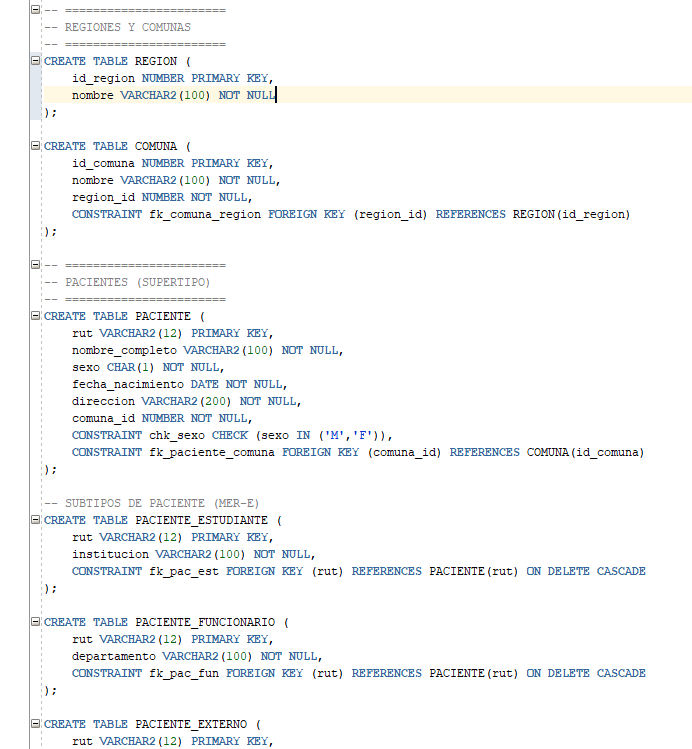 -- =======================
-- REGIONES Y COMUNAS
-- =======================
CREATE TABLE REGION (
    id_region NUMBER PRIMARY KEY,
    nombre VARCHAR2(100) NOT NULL
);

CREATE TABLE COMUNA (
    id_comuna NUMBER PRIMARY KEY,
    nombre VARCHAR2(100) NOT NULL,
    region_id NUMBER NOT NULL,
    CONSTRAINT fk_comuna_region FOREIGN KEY (region_id) REFERENCES REGION(id_region)
);

-- =======================
-- PACIENTES (SUPERTIPO)
-- =======================
CREATE TABLE PACIENTE (
    rut VARCHAR2(12) PRIMARY KEY,
    nombre_completo VARCHAR2(100) NOT NULL,
    sexo CHAR(1) NOT NULL,
    fecha_nacimiento DATE NOT NULL,
    direccion VARCHAR2(200) NOT NULL,
    comuna_id NUMBER NOT NULL,
    CONSTRAINT chk_sexo CHECK (sexo IN ('M','F')),
    CONSTRAINT fk_paciente_comuna FOREIGN KEY (comuna_id) REFERENCES COMUNA(id_comuna)
);

-- SUBTIPOS DE PACIENTE (MER-E)
CREATE TABLE PACIENTE_ESTUDIANTE (
    rut VARCHAR2(12) PRIMARY KEY,
    institucion VARCHAR2(100) NOT NULL,
    CONSTRAINT fk_pac_est FOREIGN KEY (rut) REFERENCES PACIENTE(rut) ON DELETE CASCADE
);

CREATE TABLE PACIENTE_FUNCIONARIO (
    rut VARCHAR2(12) PRIMARY KEY,
    departamento VARCHAR2(100) NOT NULL,
    CONSTRAINT fk_pac_fun FOREIGN KEY (rut) REFERENCES PACIENTE(rut) ON DELETE CASCADE
);

CREATE TABLE PACIENTE_EXTERNO (
    rut VARCHAR2(12) PRIMARY KEY,